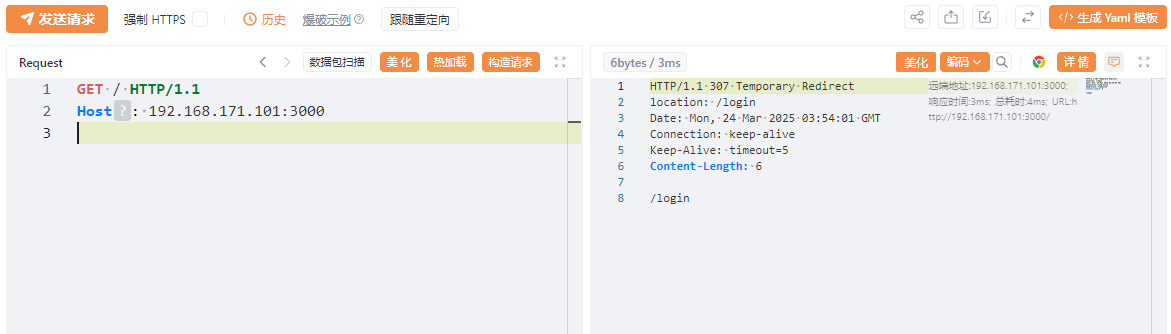 发送请求 强制 HTTPS 历史 爆破示例 跟随重定向 生成 Yaml 模板
Request 数据包扫描 美化 热加载 构造请求
1 GET / HTTP/1.1
2 Host?: 192.168.171.101:3000
3
6bytes / 3ms 美化 编码 详情
1 HTTP/1.1 307 Temporary Redirect
2 location: /login
3 Date: Mon, 24 Mar 2025 03:54:01 GMT
4 Connection: keep-alive
5 Keep-Alive: timeout=5
6 Content-Length: 6
7
8 /login
远端地址:192.168.171.101:3000;
响应时间:3ms; 总耗时:4ms; URL:h
ttp://192.168.171.101:3000/